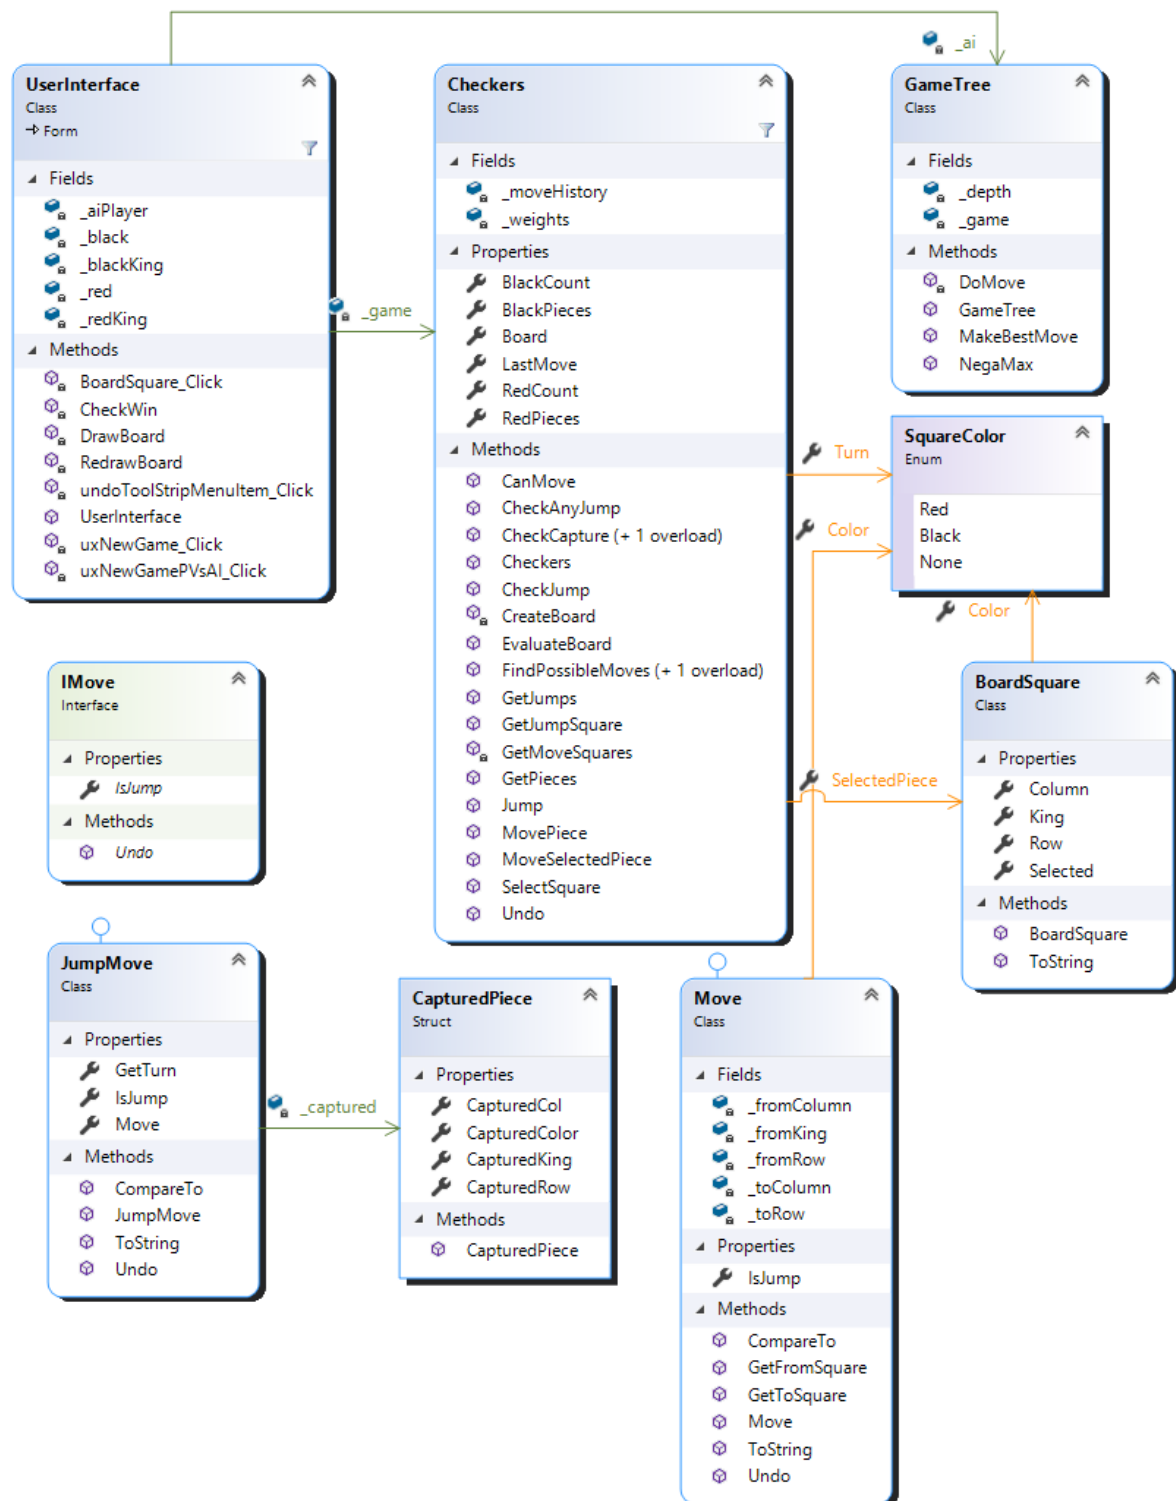 _ai
UserInterface
Class
Form
Fields
_aiPlayer
_black
_blackKing
_red
_redKing
Methods
BoardSquare_Click
CheckWin
DrawBoard
RedrawBoard
undoToolStripMenuItem_Click
UserInterface
uxNewGame_Click
uxNewGamePVsAI_Click
_game
Checkers
Class
Fields
_moveHistory
_weights
Properties
BlackCount
BlackPieces
Board
LastMove
RedCount
RedPieces
Methods
CanMove
CheckAnyJump
CheckCapture (+ 1 overload)
Checkers
CheckJump
CreateBoard
EvaluateBoard
FindPossibleMoves (+ 1 overload)
GetJumps
GetJumpSquare
GetMoveSquares
GetPieces
Jump
MovePiece
MoveSelectedPiece
SelectSquare
Undo
GameTree
Class
Fields
_depth
_game
Methods
DoMove
GameTree
MakeBestMove
NegaMax
Turn
Color
SquareColor
Enum
Red
Black
None
Color
SelectedPiece
BoardSquare
Class
Properties
Column
King
Row
Selected
Methods
BoardSquare
ToString
IMove
Interface
Properties
IsJump
Methods
Undo
JumpMove
Class
Properties
GetTurn
IsJump
Move
Methods
CompareTo
JumpMove
ToString
Undo
_captured
CapturedPiece
Struct
Properties
CapturedCol
CapturedColor
CapturedKing
CapturedRow
Methods
CapturedPiece
Move
Class
Fields
_fromColumn
_fromKing
_fromRow
_toColumn
_toRow
Properties
IsJump
Methods
CompareTo
GetFromSquare
GetToSquare
Move
ToString
Undo